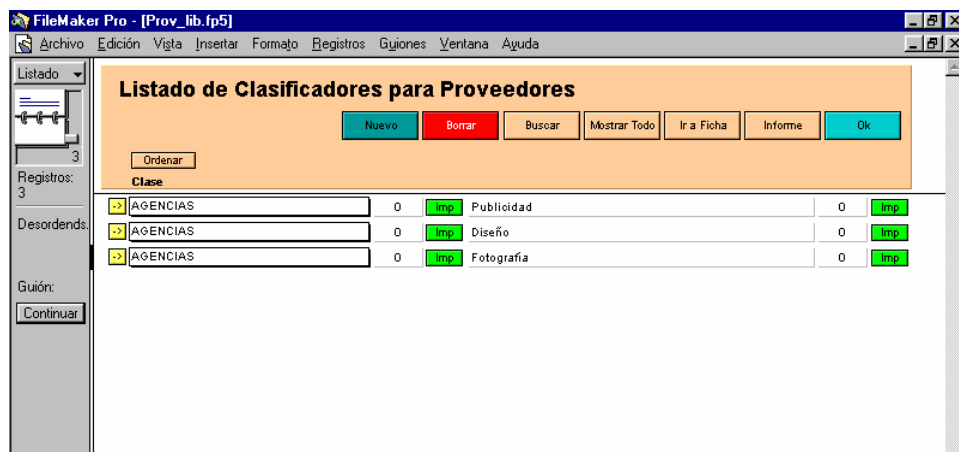 FileMaker Pro - [Prov_lib.fp5]
Archivo Edición Vista Insertar Formato Registros Guiones Ventana Ayuda
Listado
Listado de Clasificadores para Proveedores
Nuevo Borrar Buscar Mostrar Todo Ir a Ficha Informe Ok
3
Ordenar
Registros:
3
Clase
-> AGENCIAS 0 Imp Publicidad 0 Imp
Desordends.
-> AGENCIAS 0 Imp Diseño 0 Imp
-> AGENCIAS 0 Imp Fotografía 0 Imp
Guión:
Continuar